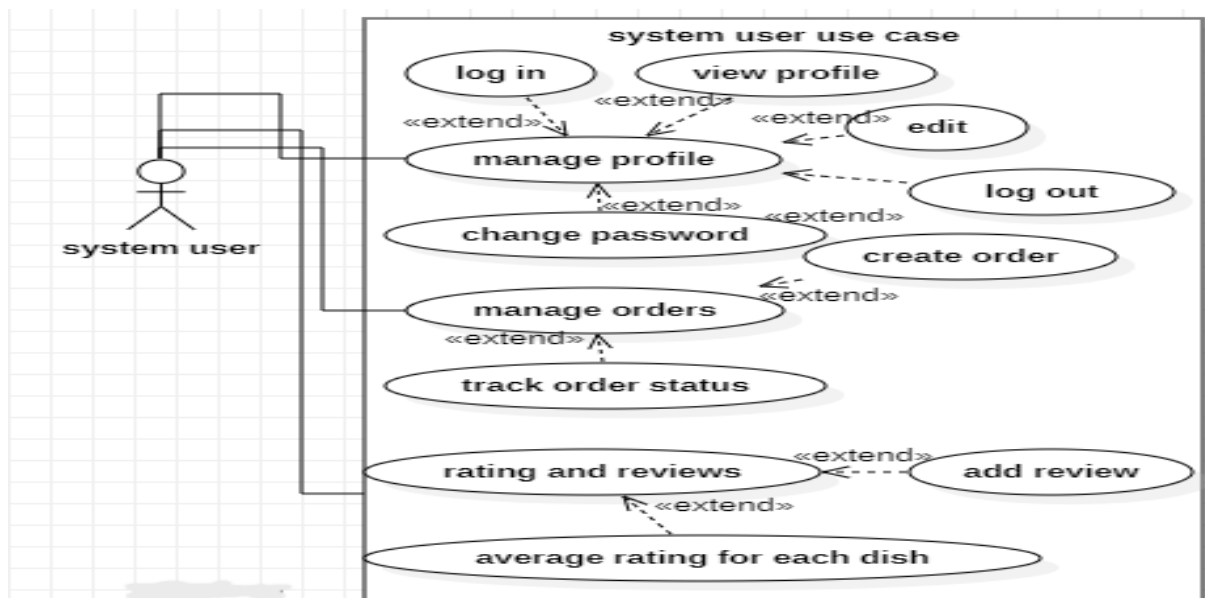 system user use case
log in
view profile
«extend»
«extend»
«extend»
edit
manage profile
log out
«extend»
«extend»
change password
system user
create order
«extend»
manage orders
«extend»
track order status
«extend»
rating and reviews
add review
«extend»
average rating for each dish